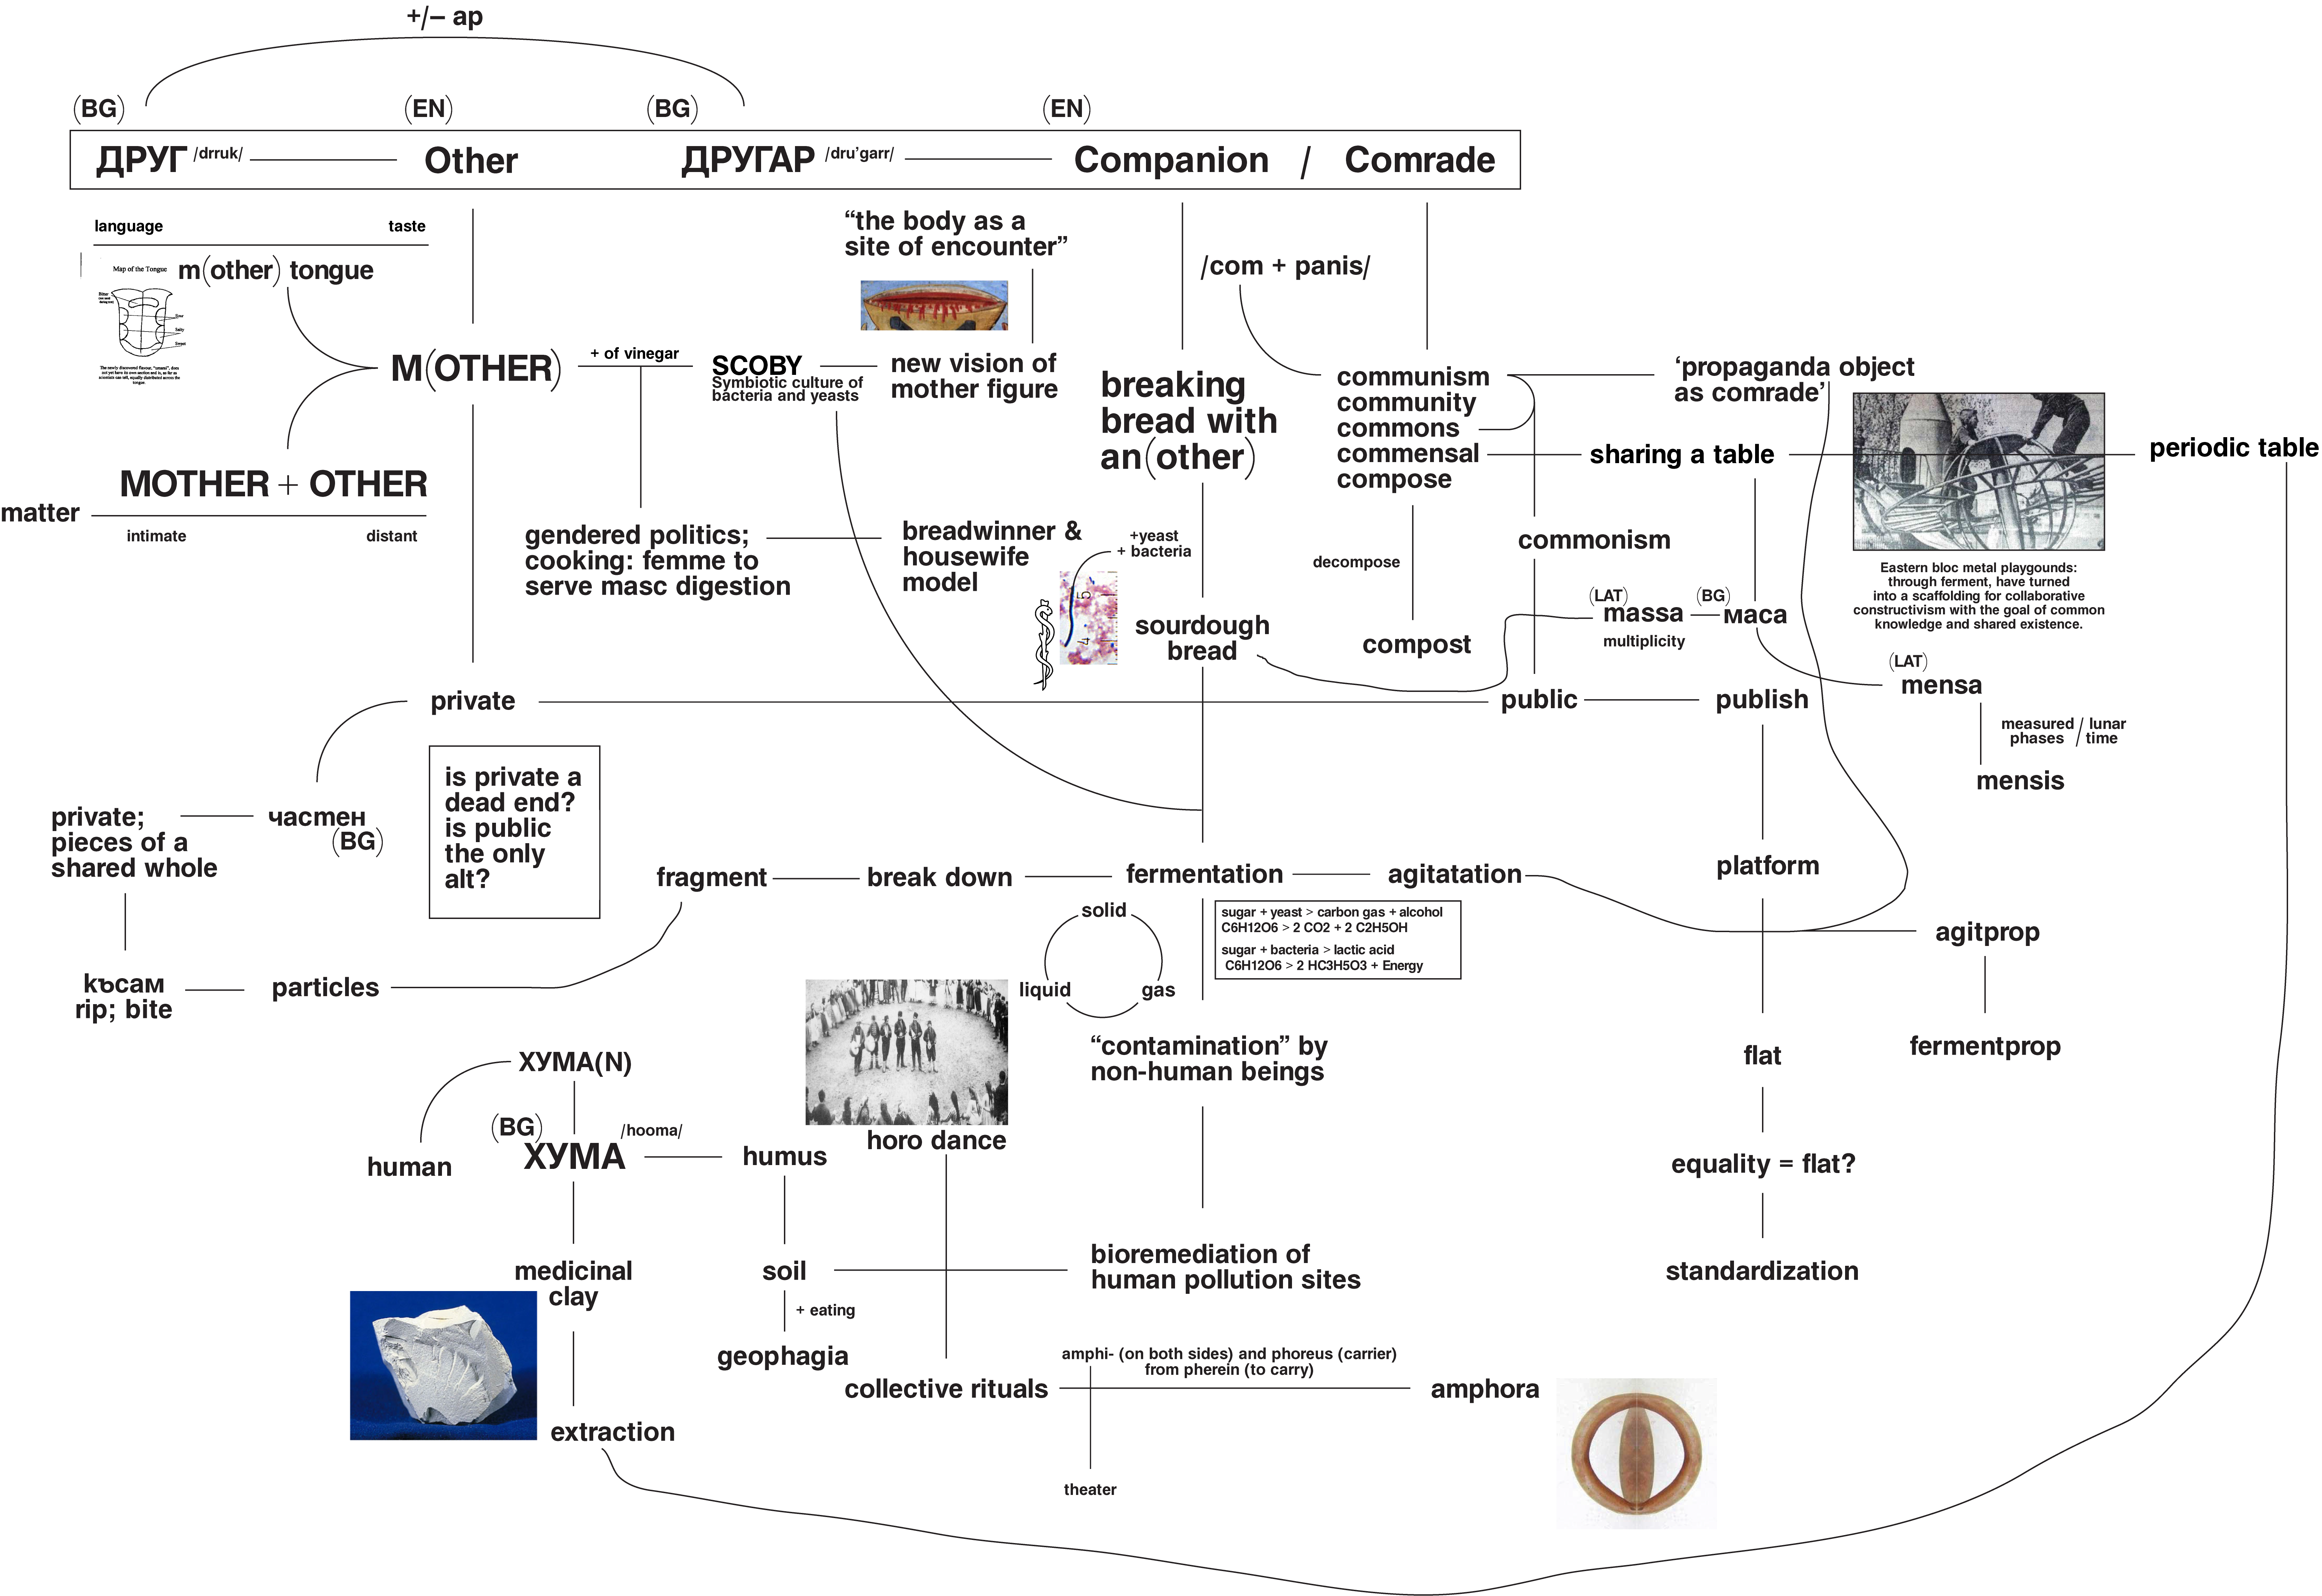 +/– ap
(BG)
(EN)
(BG)
(EN)
ДРУГ /drruk/
Other
ДРУГАР /dru’garr/
Companion / Comrade
language
taste
Map of the Tongue
m(other) tongue
Sour
Salty
Sweet
“the body as a
site of encounter”
/com + panis/
M(OTHER)
+ of vinegar
SCOBY
Symbiotic culture of
bacteria and yeasts
new vision of
mother figure
breaking
bread with
an(other)
communism
community
commons
commensal
compose
‘propaganda object
as comrade’
sharing a table
periodic table
MOTHER + OTHER
matter
intimate
distant
gendered politics;
cooking: femme to
serve masc digestion
breadwinner &
housewife
model
+yeast
+ bacteria
5
4
decompose
commonism
Eastern bloc metal playgounds:
through ferment, have turned
into a scaffolding for collaborative
constructivism with the goal of common
knowledge and shared existence.
sourdough
bread
compost
(LAT)
massa
multiplicity
(BG)
маса
(LAT)
mensa
measured / lunar
phases / time
mensis
private
public
publish
is private a
dead end?
is public
the only
alt?
private;
pieces of a
shared whole
частен
(BG)
fragment
break down
fermentation
agitatation
platform
solid
liquid
gas
sugar + yeast > carbon gas + alcohol
C6H12O6 > 2 CO2 + 2 C2H5OH
sugar + bacteria > lactic acid
C6H12O6 > 2 HC3H5O3 + Energy
agitprop
fermentprop
късам
rip; bite
particles
ХУМА(N)
human
(BG)
ХУМА /hooma/
humus
horo dance
“contamination” by
non-human beings
flat
equality = flat?
standardization
medicinal
clay
soil
+ eating
geophagia
bioremediation of
human pollution sites
extraction
collective rituals
amphi- (on both sides) and phoreus (carrier)
from pherein (to carry)
amphora
theater